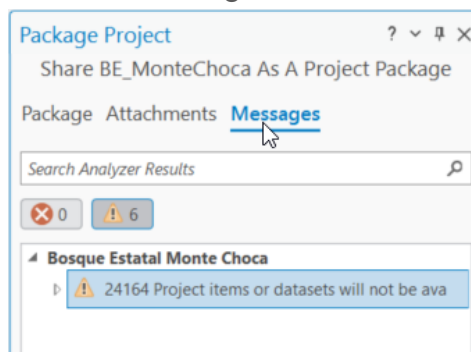 Package Project
Share BE_MonteChoca As A Project Package
Package Attachments Messages
Search Analyzer Results
0 6
Bosque Estatal Monte Choca
24164 Project items or datasets will not be ava